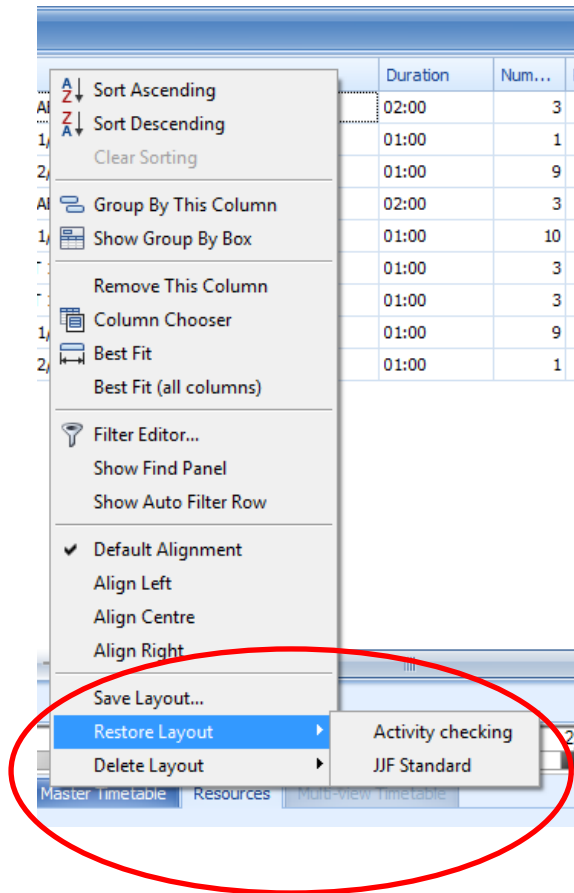 Duration Num...
Sort Ascending
02:00 3
Sort Descending
01:00 1
Clear Sorting
01:00 9
Group By This Column
02:00 3
Show Group By Box
01:00 10
01:00 3
Remove This Column
01:00 3
Column Chooser
01:00 9
Best Fit
01:00 1
Best Fit (all columns)
Filter Editor...
Show Find Panel
Show Auto Filter Row
Default Alignment
Align Left
Align Centre
Align Right
Save Layout...
Restore Layout
Activity checking
Delete Layout
JJF Standard
Master Timetable Resources Multi-view Timetable